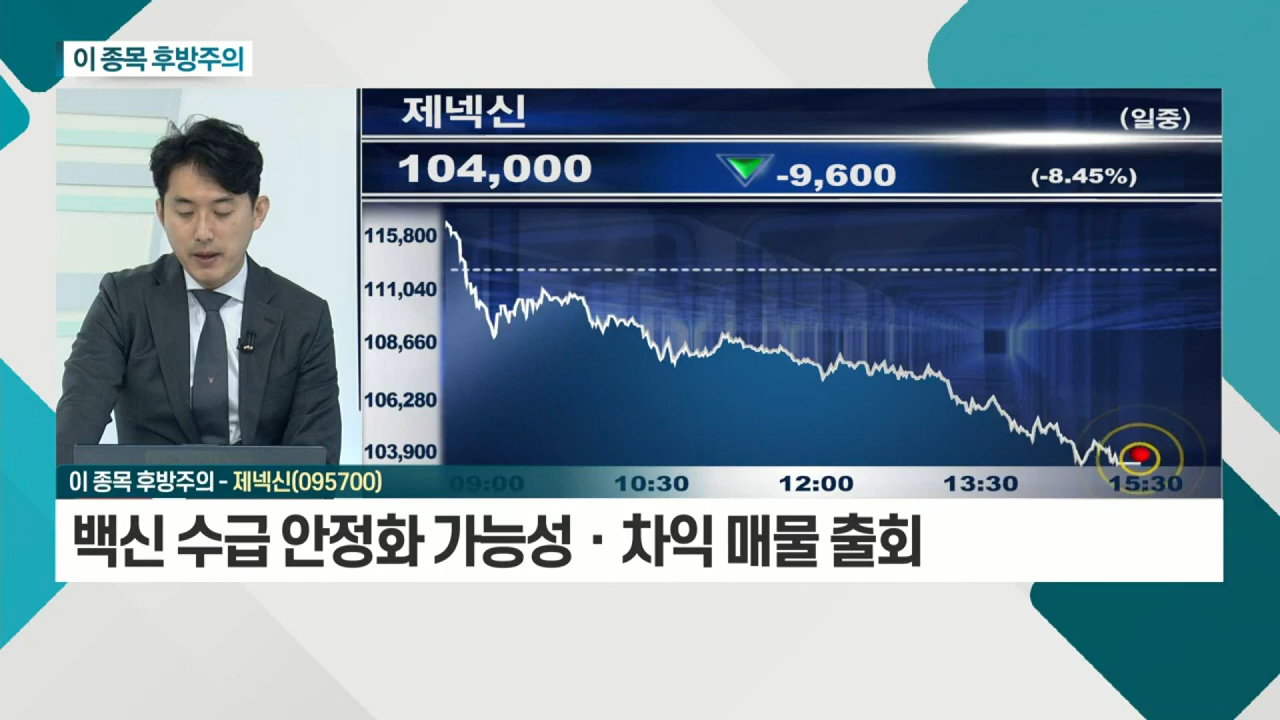 이 종목 후방주의
제넥신
(일중)
104,000 -9,600 (-8.45%)
115,800
111,040
108,660
106,280
103,900
09:00 10:30 12:00 13:30 15:30
이 종목 후방주의 - 제넥신(095700)
백신 수급 안정화 가능성 · 차익 매물 출회